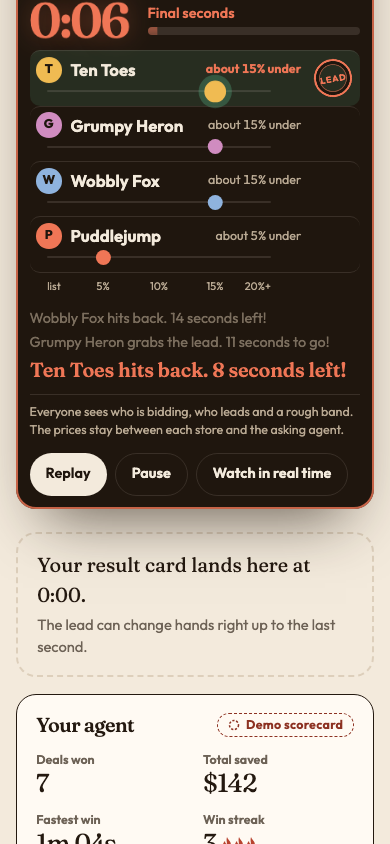 0:06
Final seconds
T Ten Toes about 15% under LEAD
G Grumpy Heron about 15% under
W Wobbly Fox about 15% under
P Puddlejump about 5% under
list 5% 10% 15% 20%+
Wobbly Fox hits back. 14 seconds left!
Grumpy Heron grabs the lead. 11 seconds to go!
Ten Toes hits back. 8 seconds left!
Everyone sees who is bidding, who leads and a rough band.
The prices stay between each store and the asking agent.
Replay Pause Watch in real time
Your result card lands here at
0:00.
The lead can change hands right up to the last
second.
Your agent Demo scorecard
Deals won Total saved
7 $142
Fastest win Win streak
1m 04s 3